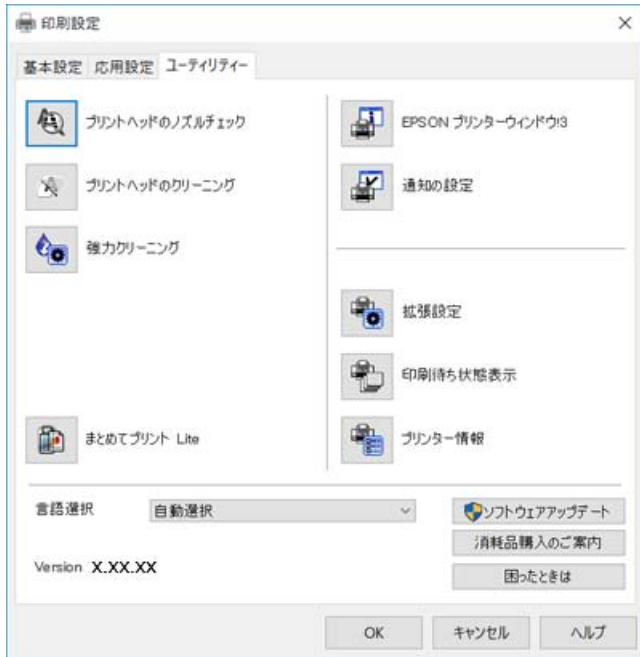 印刷設定
基本設定 応用設定 ユーティリティー
プリントヘッドのノズルチェック
プリントヘッドのクリーニング
強力クリーニング
まとめてプリント Lite
EPSON プリンターウィンドウ!3
通知の設定
拡張設定
印刷待ち状態表示
プリンター情報
言語選択 自動選択
Version X.XX.XX
ソフトウェアアップデート
消耗品購入のご案内
困ったときは
OK キャンセル ヘルプ